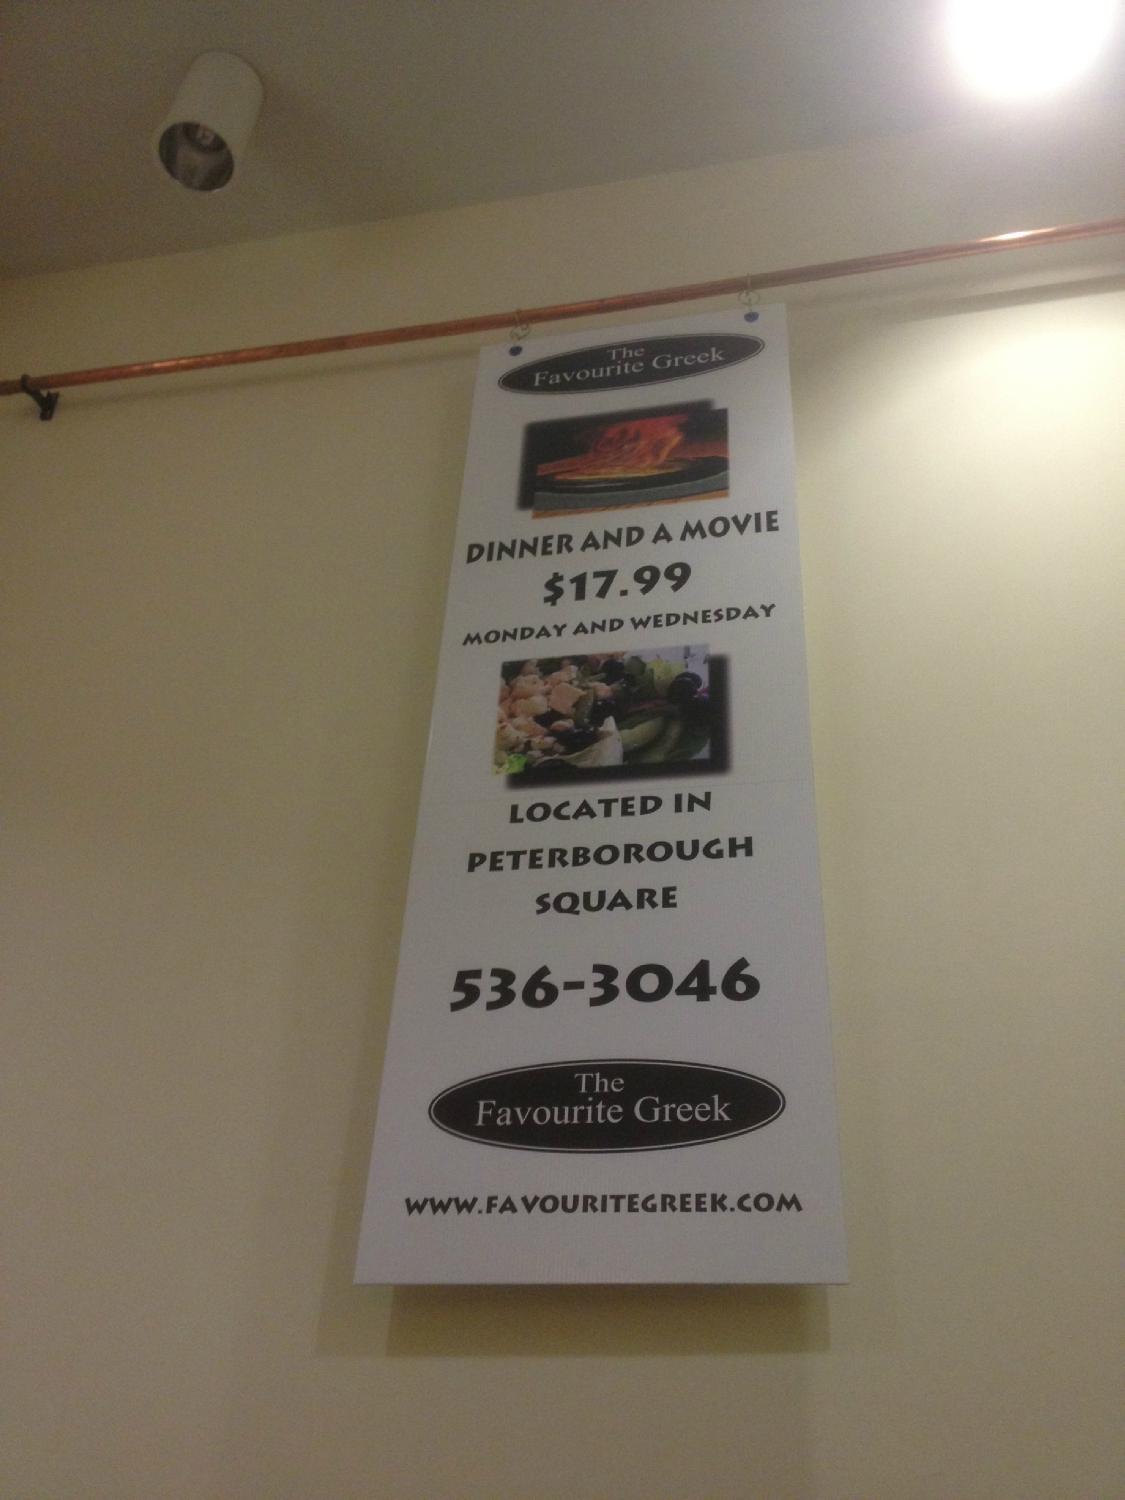 The
Favourite Greek
DINNER AND A MOVIE
$17.99
MONDAY AND WEDNESDAY
LOCATED IN
PETERBOROUGH
SQUARE
536-3046
The
Favourite Greek
WWW.FAVOURITEGREEK.COM